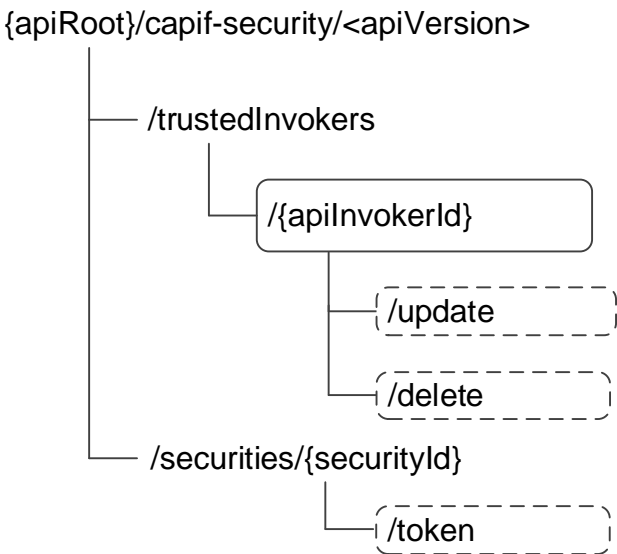 {apiRoot}/capif-security/<apiVersion>
/trustedInvokers
/{apiInvokerId}
/update
/delete
/securities/{securityId}
/token